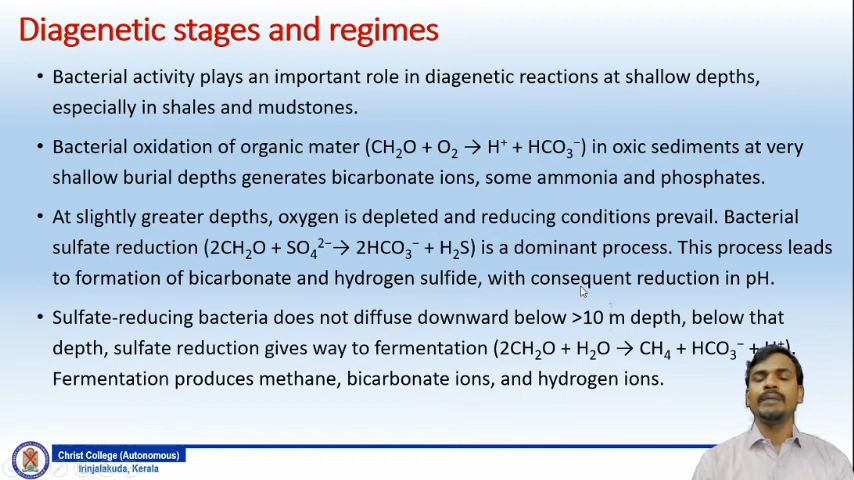 Diagenetic stages and regimes
• Bacterial activity plays an important role in diagenetic reactions at shallow depths,
especially in shales and mudstones.
• Bacterial oxidation of organic mater (CH₂O + O₂ → H⁺ + HCO₃⁻) in oxic sediments at very
shallow burial depths generates bicarbonate ions, some ammonia and phosphates.
• At slightly greater depths, oxygen is depleted and reducing conditions prevail. Bacterial
sulfate reduction (2CH₂O + SO₄²⁻→ 2HCO₃⁻ + H₂S) is a dominant process. This process leads
to formation of bicarbonate and hydrogen sulfide, with consequent reduction in pH.
• Sulfate-reducing bacteria does not diffuse downward below >10 m depth, below that
depth, sulfate reduction gives way to fermentation (2CH₂O + H₂O → CH₄ + HCO₃⁻ + H⁺).
Fermentation produces methane, bicarbonate ions, and hydrogen ions.
Christ College (Autonomous)
Irinjalakuda, Kerala